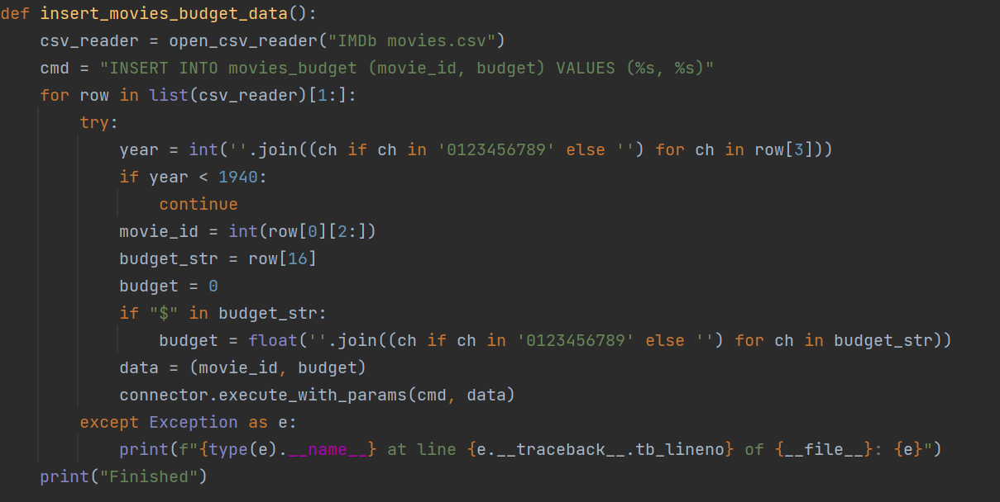 def insert_movies_budget_data():
    csv_reader = open_csv_reader("IMDb movies.csv")
    cmd = "INSERT INTO movies_budget (movie_id, budget) VALUES (%s, %s)"
    for row in list(csv_reader)[1:]:
        try:
            year = int(''.join((ch if ch in '0123456789' else '') for ch in row[3]))
            if year < 1940:
                continue
            movie_id = int(row[0][2:])
            budget_str = row[16]
            budget = 0
            if "$" in budget_str:
                budget = float(''.join((ch if ch in '0123456789' else '') for ch in budget_str))
            data = (movie_id, budget)
            connector.execute_with_params(cmd, data)
        except Exception as e:
            print(f"{type(e).__name__} at line {e.__traceback__.tb_lineno} of {__file__}: {e}")
    print("Finished")